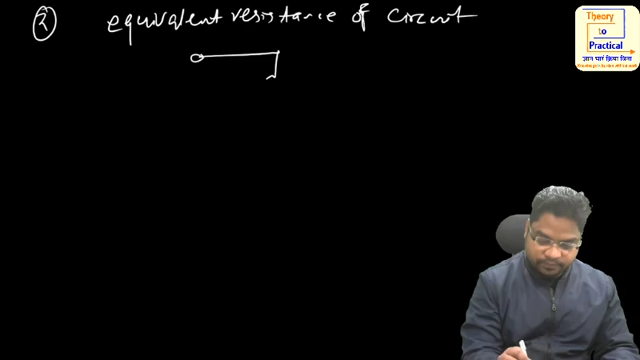 ② equivalent resistance of circuit
Theory
to
Practical
ज्ञान भारं क्रिया बिना